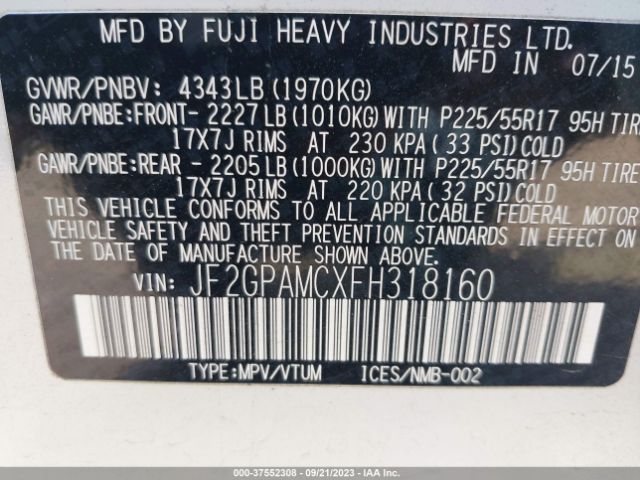 MFD BY FUJI HEAVY INDUSTRIES LTD.
MFD IN 07/15
GVWR/PNBV: 4343LB (1970KG)
GAWR/PNBE:FRONT- 2227LB (1010KG) WITH P225/55R17 95H TIRE
17X7J RIMS AT 230 KPA ( 33 PSI) COLD
GAWR/PNBE:REAR - 2205LB (1000KG) WITH P225/55R17 95H TIRE
17X7J RIMS AT 220 KPA ( 32 PSI) COLD
THIS VEHICLE CONFORMS TO ALL APPLICABLE FEDERAL MOTOR
VEHICLE SAFETY AND THEFT PREVENTION STANDARDS IN EFFECT ON
THE DATE OF MANUFACTURE SHOWN ABOVE.
VIN: JF2GPAMCXFH318160
TYPE:MPV/VTUM ICES/NMB-002
000-37552308 - 09/21/2023 - IAA Inc.